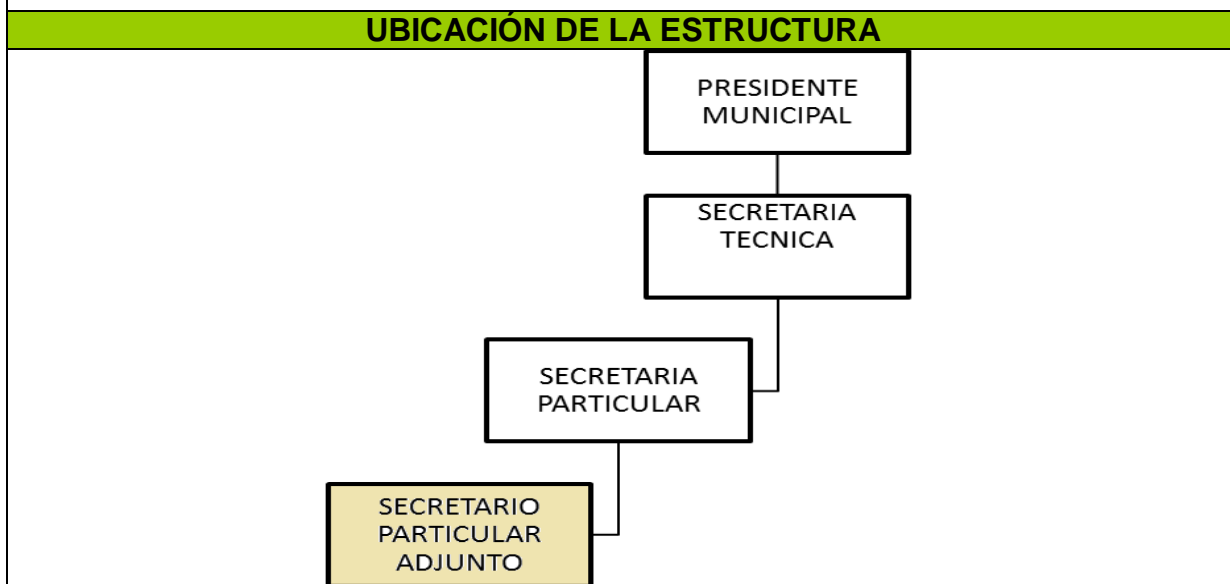 UBICACIÓN DE LA ESTRUCTURA
PRESIDENTE
MUNICIPAL
SECRETARIA
TECNICA
SECRETARIA
PARTICULAR
SECRETARIO
PARTICULAR
ADJUNTO